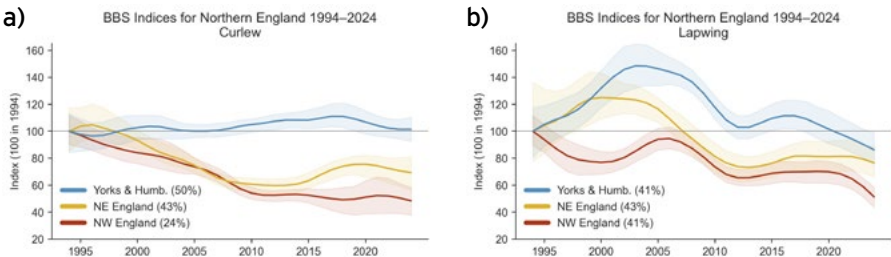 a)
BBS Indices for Northern England 1994–2024
Curlew
Index (100 in 1994)
160
140
120
100
80
60
40
20
Yorks & Humb. (50%)
NE England (43%)
NW England (24%)
1995 2000 2005 2010 2015 2020
b)
BBS Indices for Northern England 1994–2024
Lapwing
Index (100 in 1994)
160
140
120
100
80
60
40
20
Yorks & Humb. (41%)
NE England (43%)
NW England (41%)
1995 2000 2005 2010 2015 2020